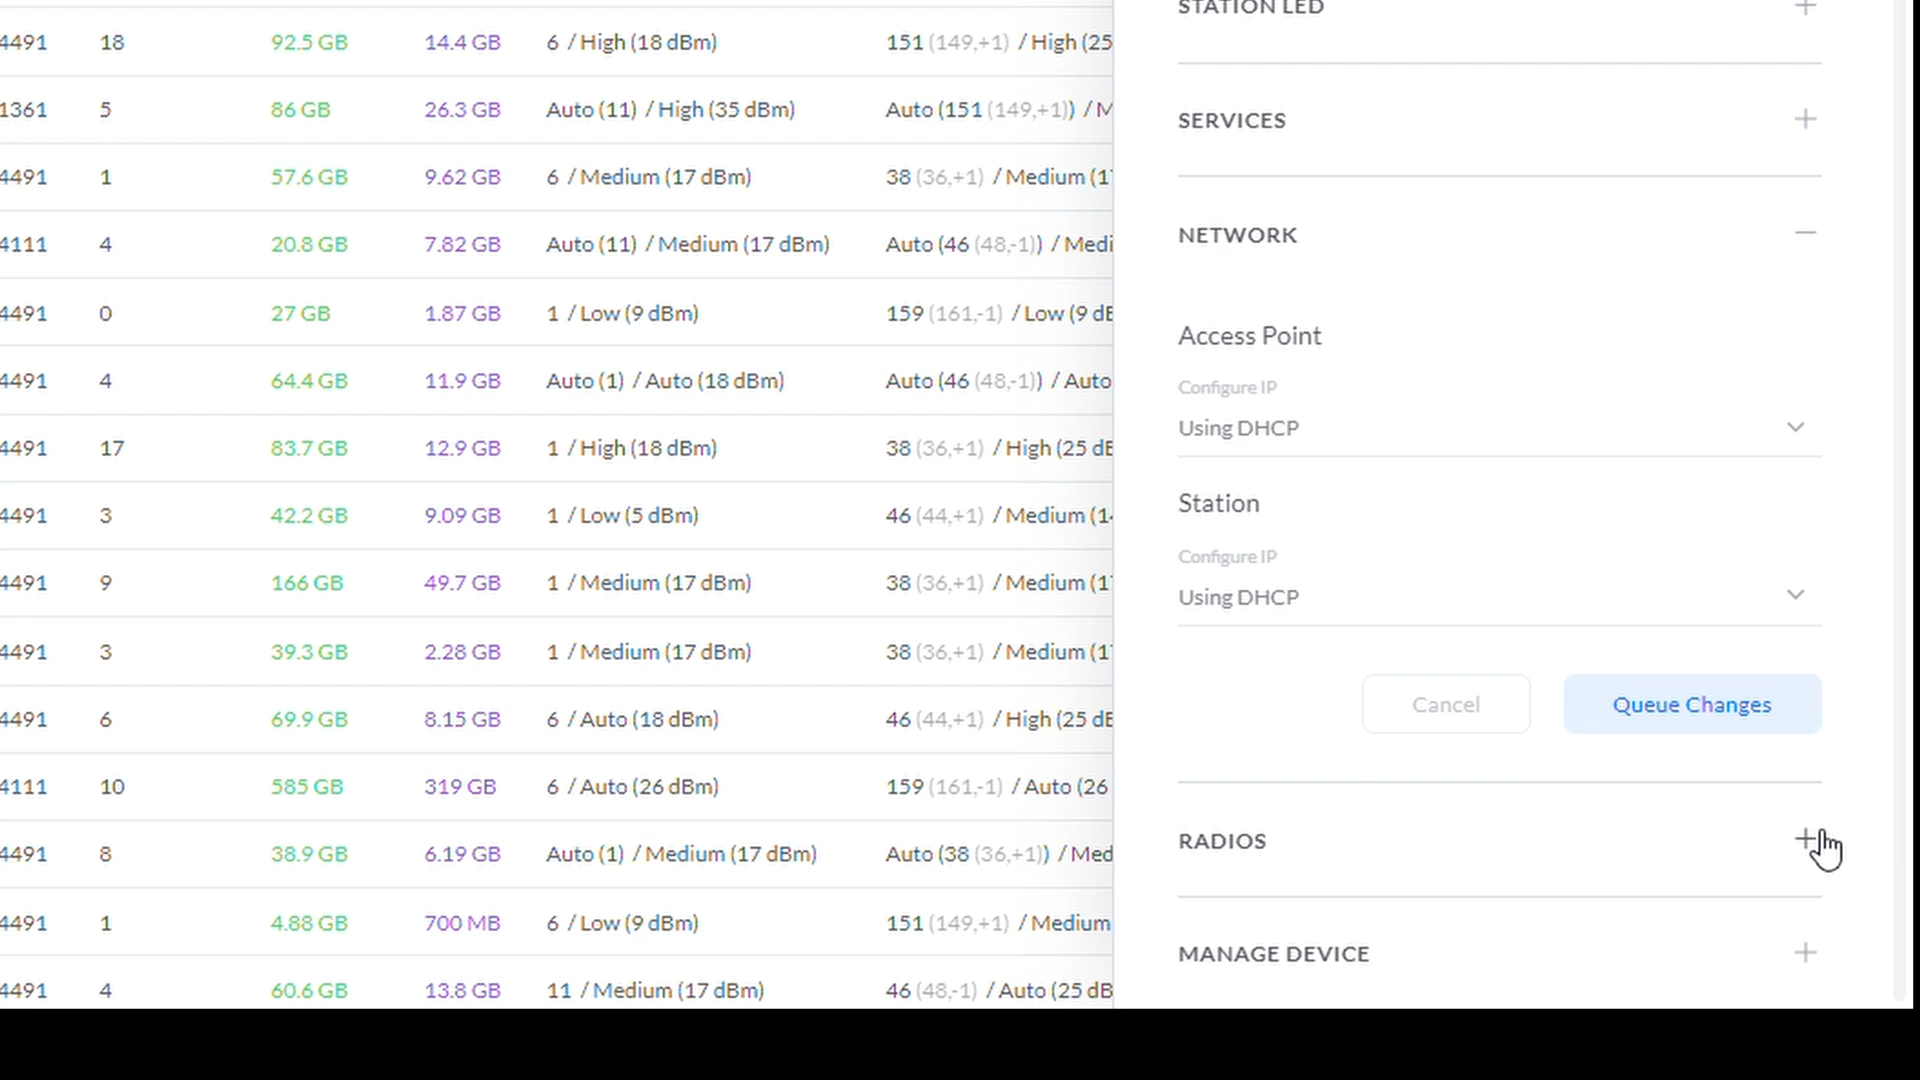 4491 18 92.5 GB 14.4 GB 6 / High (18 dBm) 151 (149,+1) / High (25
1361 5 86 GB 26.3 GB Auto (11) / High (35 dBm) Auto (151 (149,+1)) / M
4491 1 57.6 GB 9.62 GB 6 / Medium (17 dBm) 38 (36,+1) / Medium (1
4111 4 20.8 GB 7.82 GB Auto (11) / Medium (17 dBm) Auto (46 (48,-1)) / Medi
4491 0 27 GB 1.87 GB 1 / Low (9 dBm) 159 (161,-1) / Low (9 dB
4491 4 64.4 GB 11.9 GB Auto (1) / Auto (18 dBm) Auto (46 (48,-1)) / Auto
4491 17 83.7 GB 12.9 GB 1 / High (18 dBm) 38 (36,+1) / High (25 dB
4491 3 42.2 GB 9.09 GB 1 / Low (5 dBm) 46 (44,+1) / Medium (14
4491 9 166 GB 49.7 GB 1 / Medium (17 dBm) 38 (36,+1) / Medium (1
4491 3 39.3 GB 2.28 GB 1 / Medium (17 dBm) 38 (36,+1) / Medium (1
4491 6 69.9 GB 8.15 GB 6 / Auto (18 dBm) 46 (44,+1) / High (25 dB
4111 10 585 GB 319 GB 6 / Auto (26 dBm) 159 (161,-1) / Auto (26
4491 8 38.9 GB 6.19 GB Auto (1) / Medium (17 dBm) Auto (38 (36,+1)) / Med
4491 1 4.88 GB 700 MB 6 / Low (9 dBm) 151 (149,+1) / Medium
4491 4 60.6 GB 13.8 GB 11 / Medium (17 dBm) 46 (48,-1) / Auto (25 dB
STATION LED
SERVICES
NETWORK
Access Point
Configure IP
Using DHCP
Station
Configure IP
Using DHCP
Cancel Queue Changes
RADIOS
MANAGE DEVICE